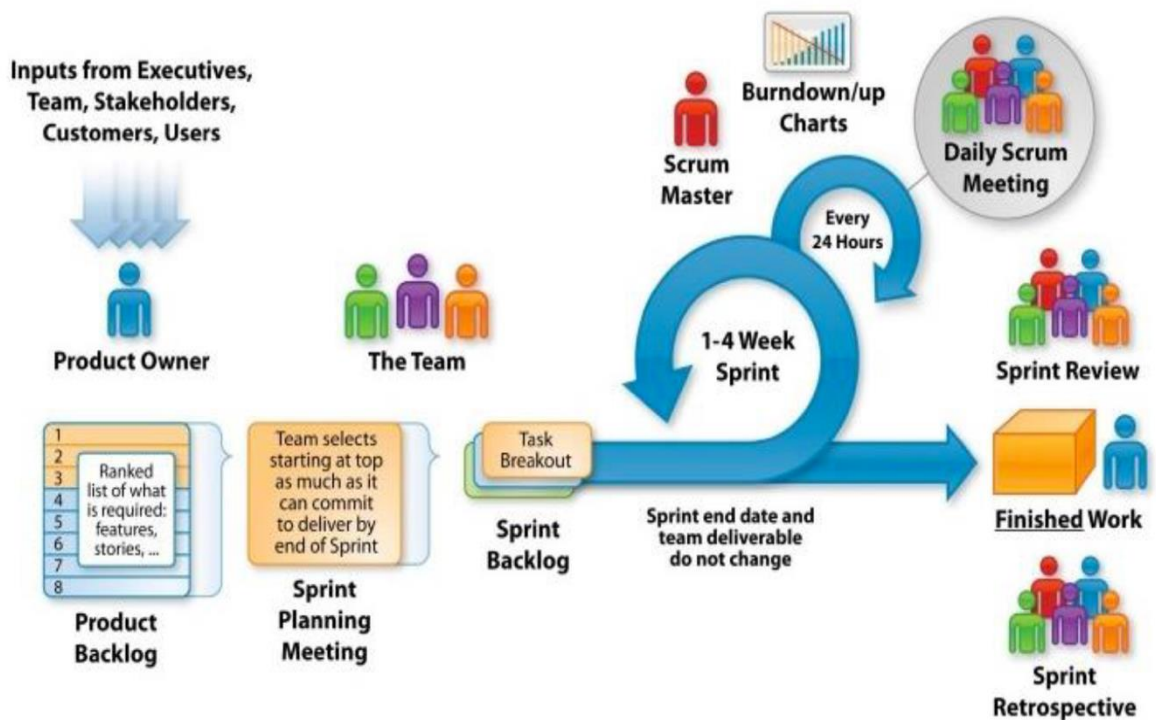 Inputs from Executives,
Team, Stakeholders,
Customers, Users
Product Owner
The Team
Scrum
Master
Burndown/up
Charts
Daily Scrum
Meeting
Every
24 Hours
1-4 Week
Sprint
Sprint Review
1
2
3
4
5
6
7
8
Ranked
list of what
is required:
features,
stories, ...
Product
Backlog
Team selects
starting at top
as much as it
can commit
to deliver by
end of Sprint
Sprint
Planning
Meeting
Task
Breakout
Sprint
Backlog
Sprint end date and
team deliverable
do not change
Finished Work
Sprint
Retrospective